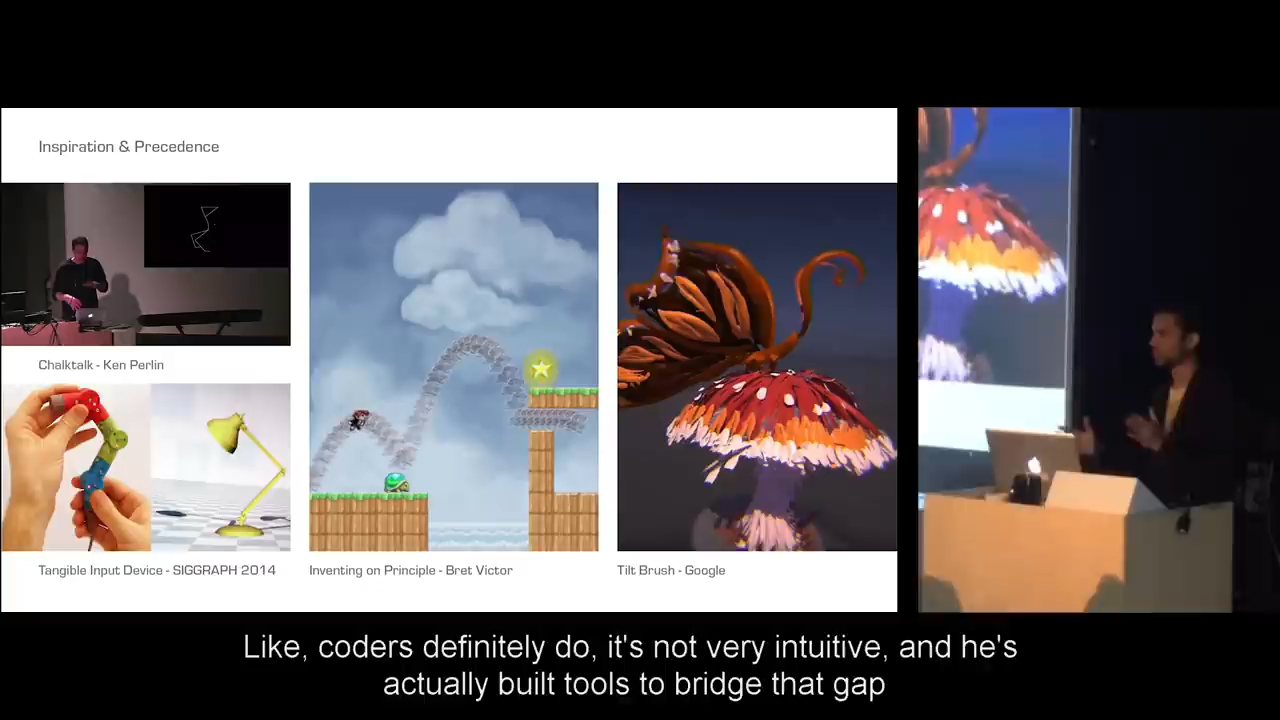 Inspiration & Precedence
Chalktalk - Ken Perlin
Tangible Input Device - SIGGRAPH 2014
Inventing on Principle - Bret Victor
Tilt Brush - Google
Like, coders definitely do, it's not very intuitive, and he's
actually built tools to bridge that gap